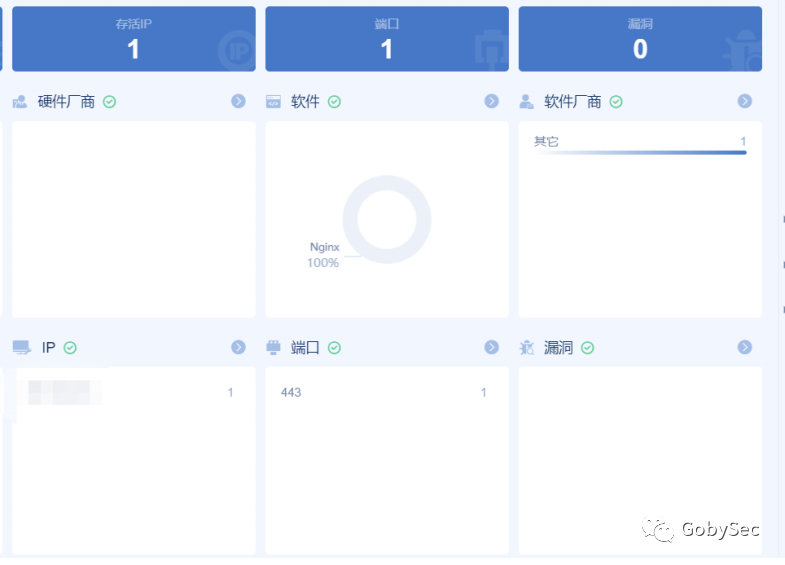 存活IP 端口 漏洞
1 1 0
硬件厂商 软件 软件厂商
其它 1
Nginx
100%
IP 端口 漏洞
1 443 1
GobySec